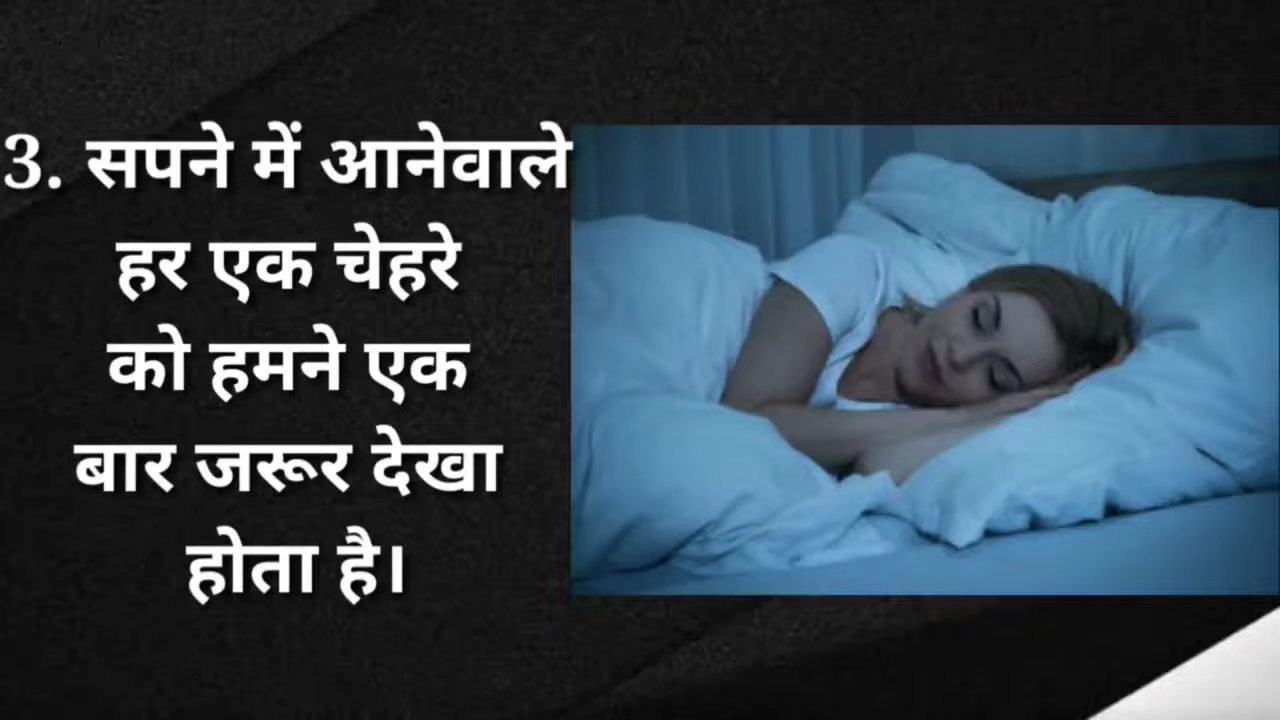 3. सपने में आनेवाले
हर एक चेहरे
को हमने एक
बार जरूर देखा
होता है।